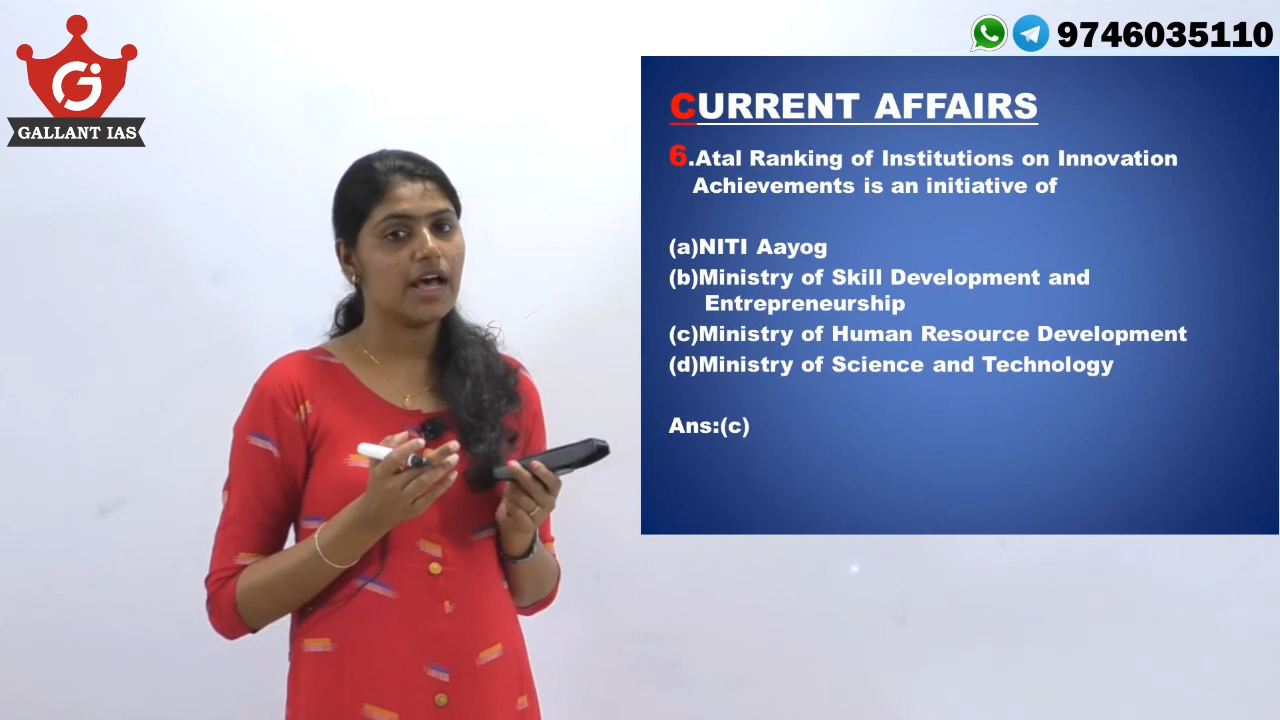 GALLANT IAS
9746035110
CURRENT AFFAIRS
6.Atal Ranking of Institutions on Innovation
Achievements is an initiative of
(a)NITI Aayog
(b)Ministry of Skill Development and
Entrepreneurship
(c)Ministry of Human Resource Development
(d)Ministry of Science and Technology
Ans:(c)